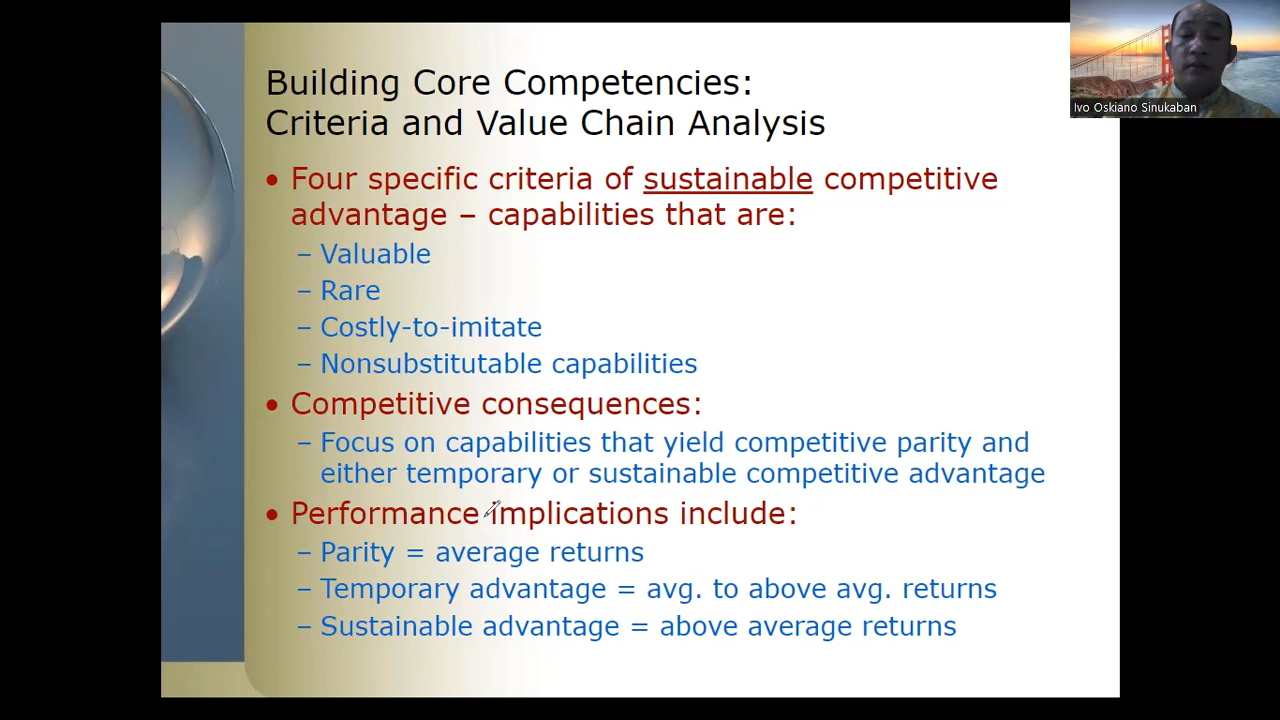 Building Core Competencies:
Criteria and Value Chain Analysis
• Four specific criteria of sustainable competitive
advantage – capabilities that are:
– Valuable
– Rare
– Costly-to-imitate
– Nonsubstitutable capabilities
• Competitive consequences:
– Focus on capabilities that yield competitive parity and
either temporary or sustainable competitive advantage
• Performance implications include:
– Parity = average returns
– Temporary advantage = avg. to above avg. returns
– Sustainable advantage = above average returns
Ivo Oskiano Sinukaban